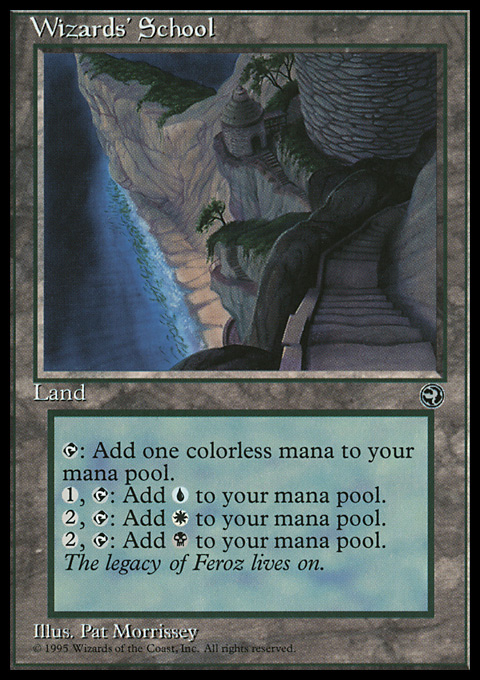 Wizards' School
Land
: Add one colorless mana to your
mana pool.
1, : Add to your mana pool.
2, : Add to your mana pool.
2, : Add to your mana pool.
The legacy of Feroz lives on.
Illus. Pat Morrissey
© 1995 Wizards of the Coast, Inc. All rights reserved.